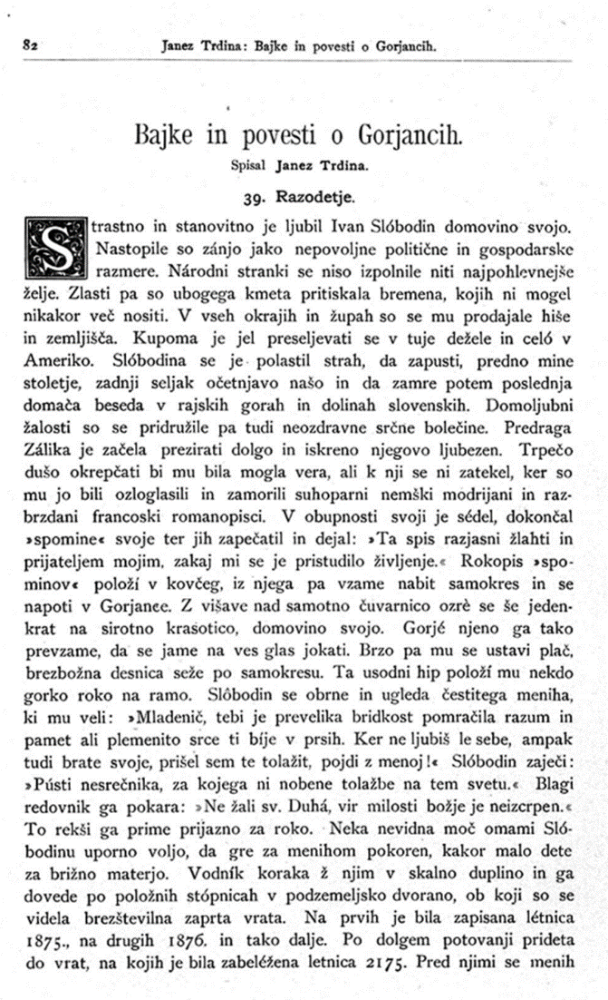 82 Janez Trdina: Bajke in povesti o Gorjancih.
Bajke in povesti o Gorjancih.
Spisal Janez Trdina.
39. Razodetje.
Strastno in stanovitno je ljubil Ivan Slóbodin domovino svojo.
Nastopile so zánjo jako nepovoljne politične in gospodarske
razmere. Národni stranki se niso izpolnile niti najpohlevnejše
želje. Zlasti pa so ubogega kmeta pritiskala bremena, kojih ni mogel
nikakor več nositi. V vseh okrajih in župah so se mu prodajale hiše
in zemljišča. Kupoma je jel preseljevati se v tuje dežele in celó v
Ameriko. Slóbodina se je polastil strah, da zapusti, predno mine
stoletje, zadnji seljak očetnjavo našo in da zamre potem poslednja
domača beseda v rajskih gorah in dolinah slovenskih. Domoljubni
žalosti so se pridružile pa tudi neozdravne srčne bolečine. Predraga
Zálika je začela prezirati dolgo in iskreno njegovo ljubezen. Trpečo
dušo okrepčati bi mu bila mogla vera, ali k nji se ni zatekel, ker so
mu jo bili ozloglasili in zamorili suhoparni nemški modrijani in raz-
brzdani francoski romanopisci. V obupnosti svoji je sédel, dokončal
»spomine« svoje ter jih zapečatil in dejal: »Ta spis razjasni žlahti in
prijateljem mojim, zakaj mi se je pristudilo življenje.« Rokopis »spo-
minov« položí v kovčeg, iz njega pa vzame nabit samokres in se
napoti v Gorjance. Z višave nad samotno čuvarnico ozrè se še jeden-
krat na sirotno krasotico, domovino svojo. Gorjé njeno ga tako
prevzame, da se jame na ves glas jokati. Brzo pa mu se ustavi plač,
brezbožna desnica seže po samokresu. Ta usodni hip položí mu nekdo
gorko roko na ramo. Slôbodin se obrne in ugleda čestitega meniha,
ki mu veli: »Mladenič, tebi je prevelika bridkost pomračila razum in
pamet ali plemenito srce ti bíje v prsih. Ker ne ljubiš le sebe, ampak
tudi brate svoje, prišel sem te tolažit, pojdi z menoj!« Slóbodin zaječi:
»Pústi nesrečnika, za kojega ni nobene tolažbe na tem svetu.« Blagi
redovnik ga pokara: »Ne žali sv. Duhá, vir milosti božje je neizcrpen.«
To rekši ga prime prijazno za roko. Neka nevidna moč omami Sló-
bodinu uporno voljo, da gre za menihom pokoren, kakor malo dete
za brižno materjo. Vodník koraka ž njim v skalno duplino in ga
dovede po položnih stópnicah v podzemeljsko dvorano, ob koji so se
videla brezštevilna zaprta vrata. Na prvih je bila zapisana létnica
1875., na drugih 1876. in tako dalje. Po dolgem potovanji prideta
do vrat, na kojih je bila zabeléžena letnica 2175. Pred njimi se menih